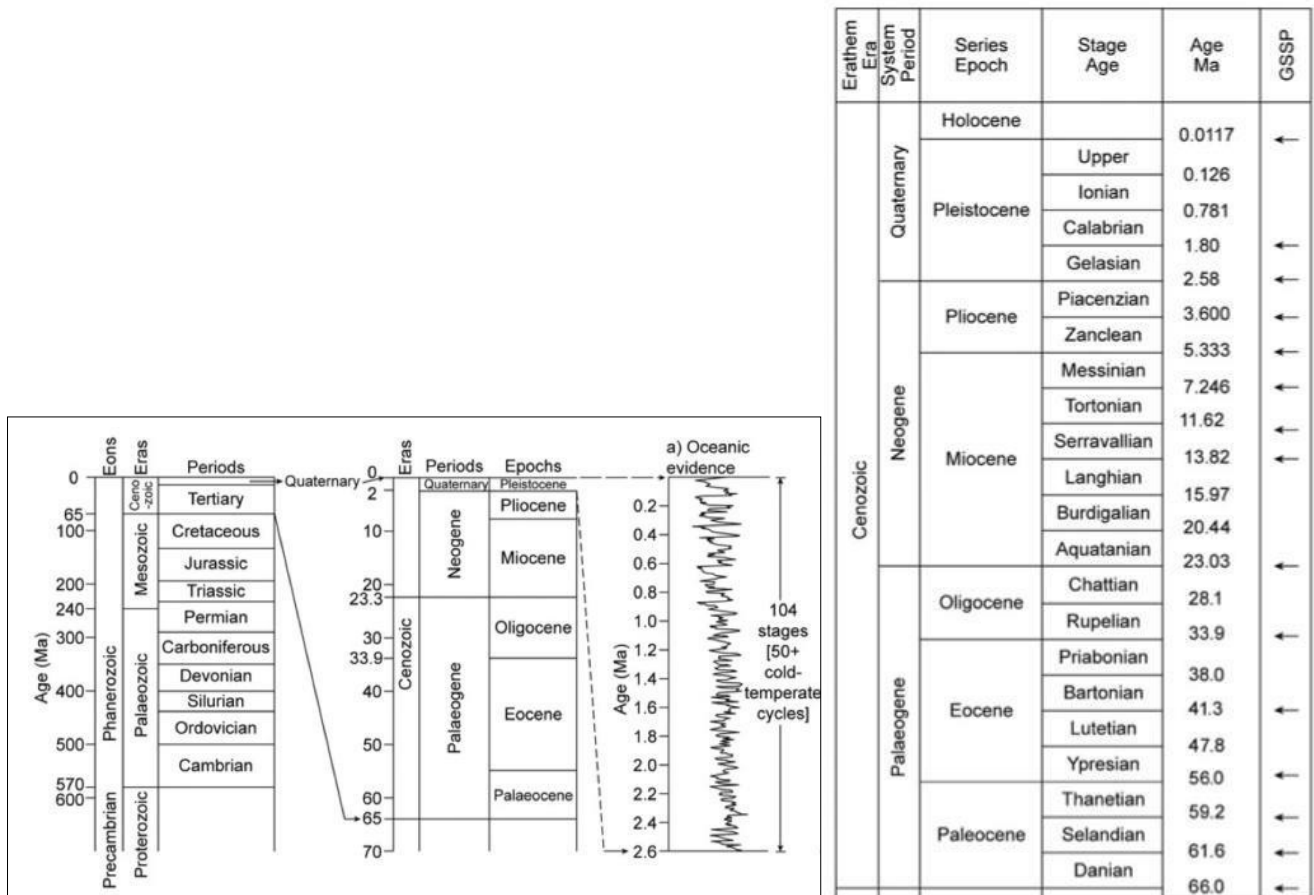 Eons
Eras
Periods
0
65
100
200
240
300
400
500
570
600
Age (Ma)
Phanerozoic
Precambrian
Ceno
-zoic
Mesozoic
Palaeozoic
Proterozoic
Tertiary
Cretaceous
Jurassic
Triassic
Permian
Carboniferous
Devonian
Silurian
Ordovician
Cambrian
Quaternary
Eras
Periods
Epochs
0
2
10
20
23.3
30
33.9
40
50
60
65
70
Age (Ma)
Cenozoic
Quaternary
Neogene
Palaeogene
Pleistocene
Pliocene
Miocene
Oligocene
Eocene
Palaeocene
a) Oceanic
evidence
0.2
0.4
0.6
0.8
1.0
1.2
1.4
1.6
1.8
2.0
2.2
2.4
2.6
Age (Ma)
104
stages
[50+
cold-
temperate
cycles]
Erathem
Era
System
Period
Series
Epoch
Stage
Age
Age
Ma
GSSP
Cenozoic
Quaternary
Holocene
0.0117
Pleistocene
Upper
0.126
Ionian
0.781
Calabrian
1.80
Gelasian
2.58
Neogene
Pliocene
Piacenzian
3.600
Zanclean
5.333
Miocene
Messinian
7.246
Tortonian
11.62
Serravallian
13.82
Langhian
15.97
Burdigalian
20.44
Aquatanian
23.03
Palaeogene
Oligocene
Chattian
28.1
Rupelian
33.9
Eocene
Priabonian
38.0
Bartonian
41.3
Lutetian
47.8
Ypresian
56.0
Paleocene
Thanetian
59.2
Selandian
61.6
Danian
66.0